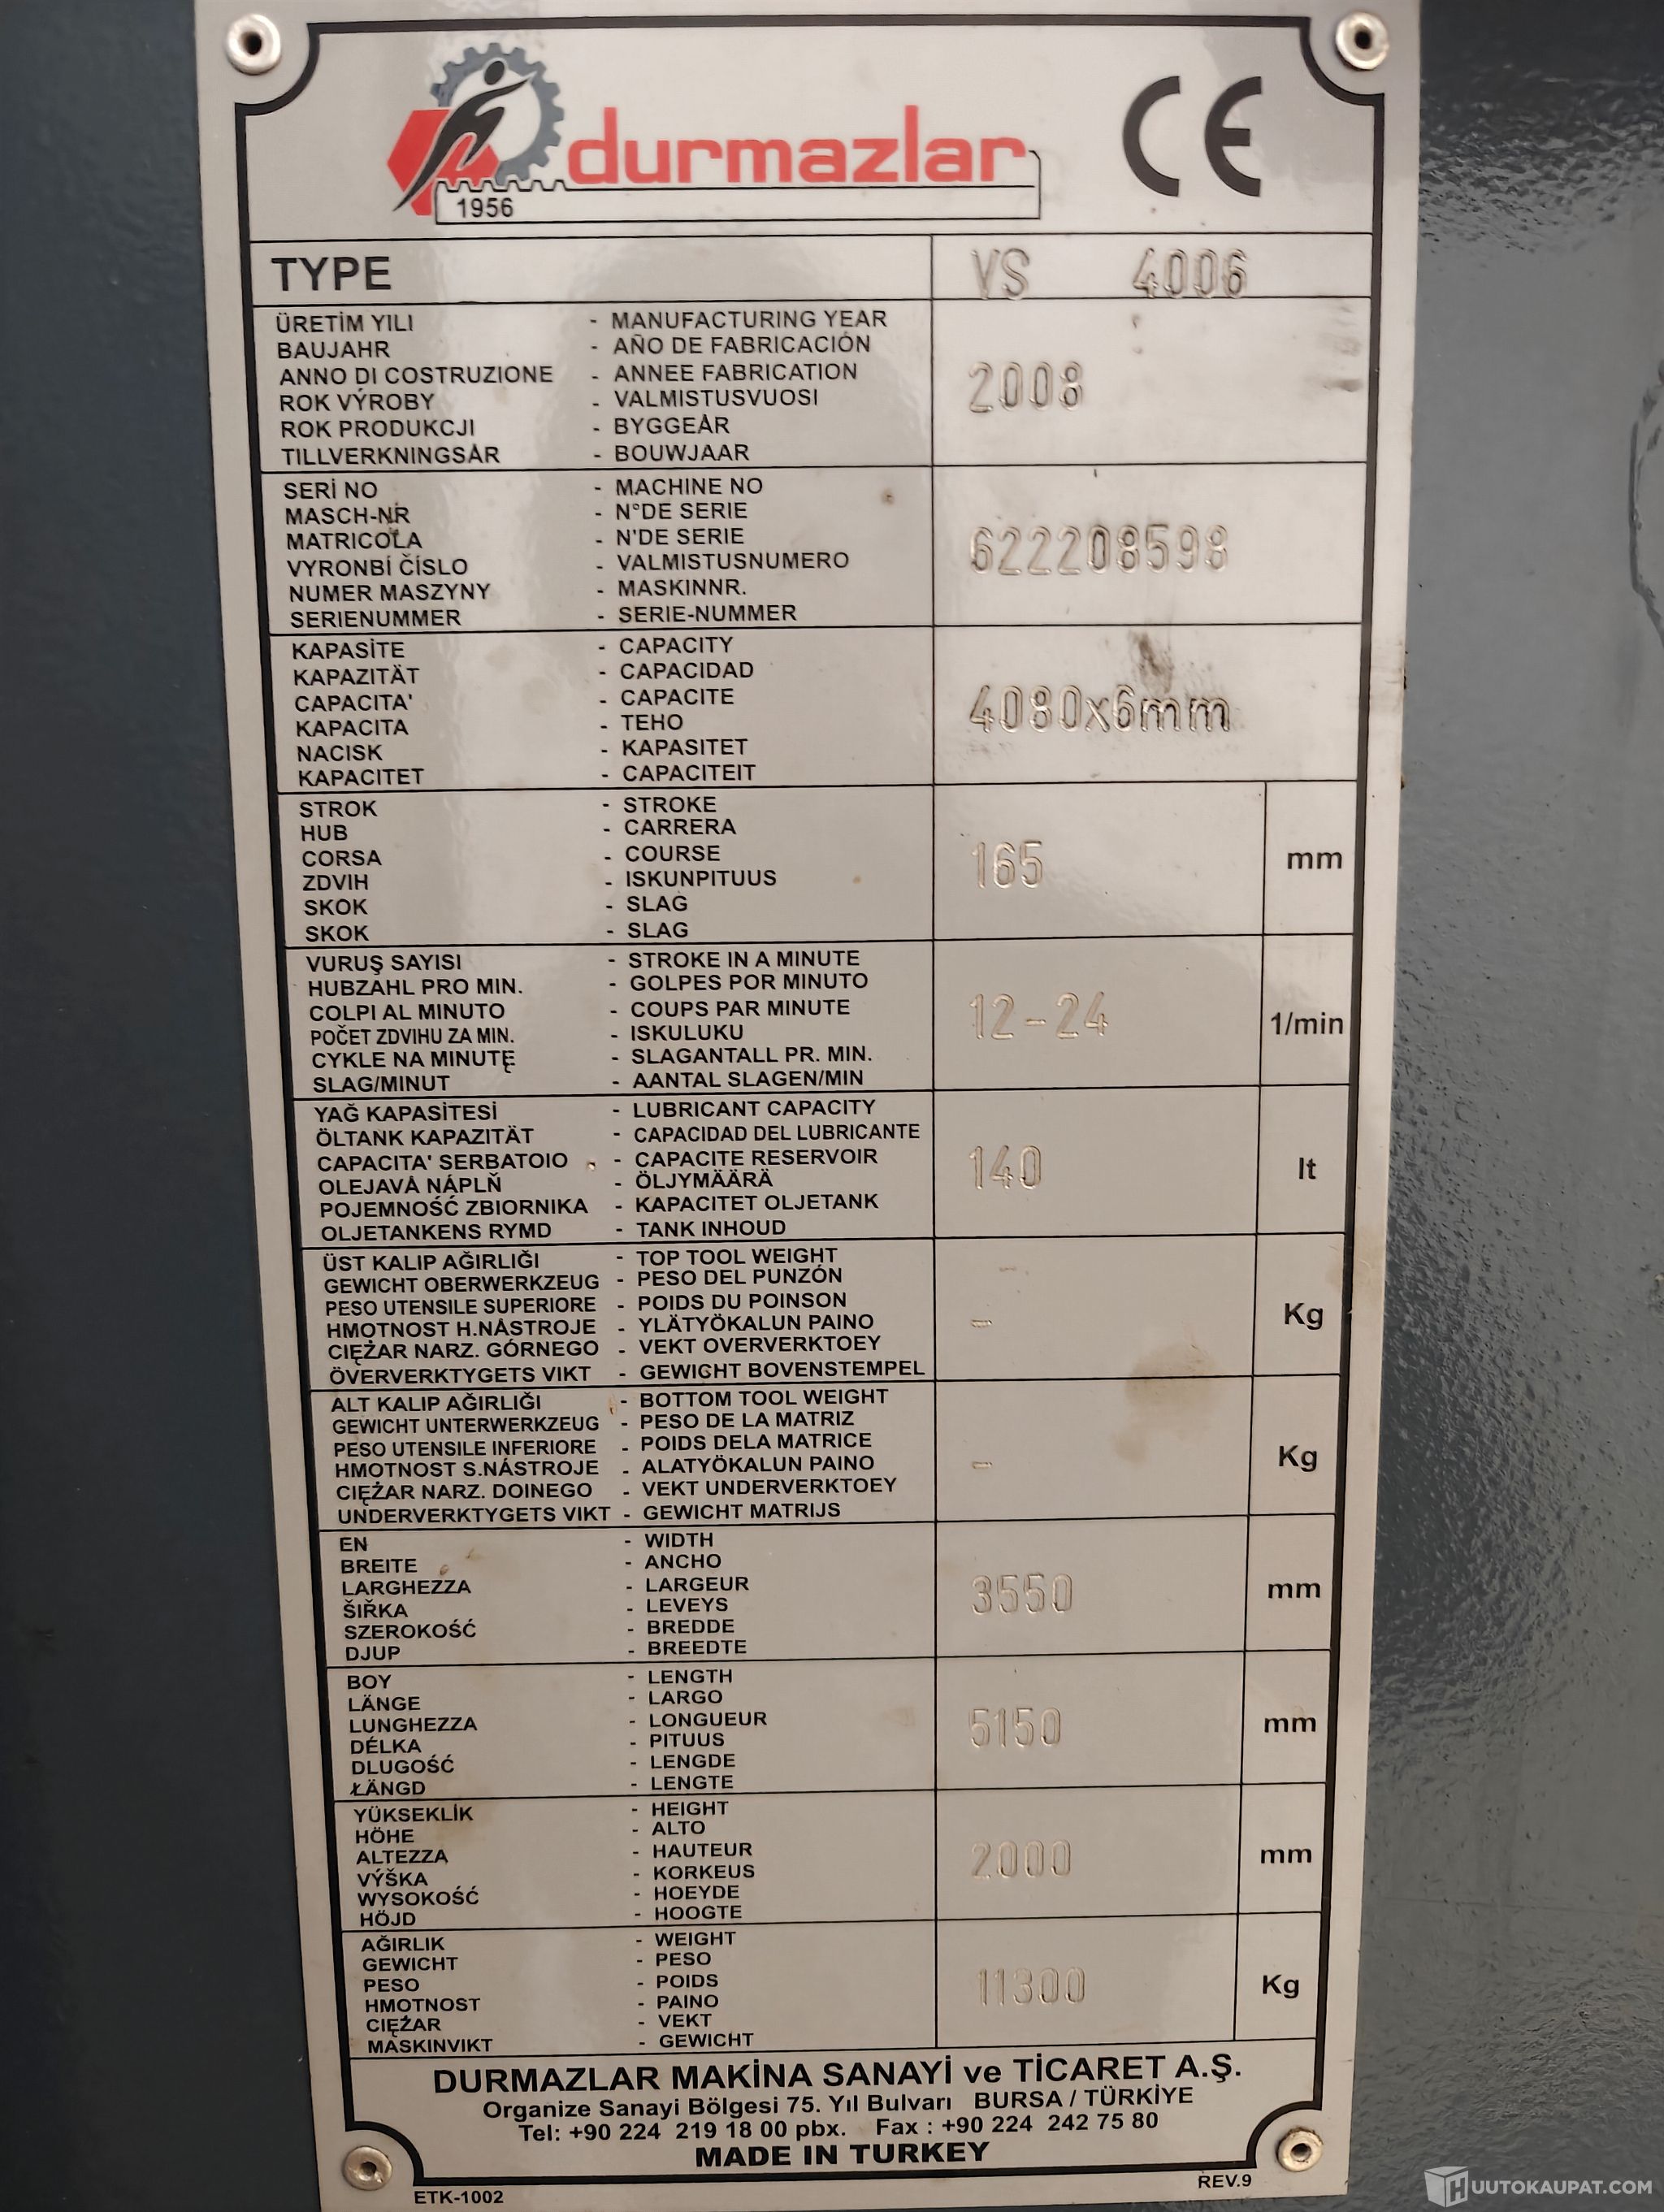 durmazlar
1956
CE
TYPE VS 4006
ÜRETİM YILI - MANUFACTURING YEAR
BAUJAHR - AÑO DE FABRICACIÓN
ANNO DI COSTRUZIONE - ANNEE FABRICATION
ROK VÝROBY - VALMISTUSVUOSI
ROK PRODUKCJI - BYGGEÅR
TILLVERKNINGSÅR - BOUWJAAR
2008
SERİ NO - MACHINE NO
MASCH-NR - N°DE SERIE
MATRICOLA - N'DE SERIE
VYRONBÍ ČÍSLO - VALMISTUSNUMERO
NUMER MASZYNY - MASKINNR.
SERIENUMMER - SERIE-NUMMER
622208598
KAPASİTE - CAPACITY
KAPAZITÄT - CAPACIDAD
CAPACITA' - CAPACITE
KAPACITA - TEHO
NACISK - KAPASITET
KAPACITET - CAPACITEIT
4080x6mm
STROK - STROKE
HUB - CARRERA
CORSA - COURSE
ZDVIH - ISKUNPITUUS
SKOK - SLAG
SKOK - SLAG
165 mm
VURUŞ SAYISI - STROKE IN A MINUTE
HUBZAHL PRO MIN. - GOLPES POR MINUTO
COLPI AL MINUTO - COUPS PAR MINUTE
POČET ZDVIHU ZA MIN. - ISKULUKU
CYKLE NA MINUTĘ - SLAGANTALL PR. MIN.
SLAG/MINUT - AANTAL SLAGEN/MIN
12-24 1/min
YAĞ KAPASİTESİ - LUBRICANT CAPACITY
ÖLTANK KAPAZITÄT - CAPACIDAD DEL LUBRICANTE
CAPACITA' SERBATOIO - CAPACITE RESERVOIR
OLEJAVÁ NÁPLŇ - ÖLJYMÄÄRÄ
POJEMNOŚĆ ZBIORNIKA - KAPACITET OLJETANK
OLJETANKENS RYMD - TANK INHOUD
140 lt
ÜST KALIP AĞIRLIĞI - TOP TOOL WEIGHT
GEWICHT OBERWERKZEUG - PESO DEL PUNZÓN
PESO UTENSILE SUPERIORE - POIDS DU POINSON
HMOTNOST H.NÁSTROJE - YLÄTYÖKALUN PAINO
CIĘŻAR NARZ. GÓRNEGO - VEKT OVERVERKTOEY
ÖVERVERKTYGETS VIKT - GEWICHT BOVENSTEMPEL
- Kg
ALT KALIP AĞIRLIĞI - BOTTOM TOOL WEIGHT
GEWICHT UNTERWERKZEUG - PESO DE LA MATRIZ
PESO UTENSILE INFERIORE - POIDS DELA MATRICE
HMOTNOST S.NÁSTROJE - ALATYÖKALUN PAINO
CIĘŻAR NARZ. DOINEGO - VEKT UNDERVERKTOEY
UNDERVERKTYGETS VIKT - GEWICHT MATRIJS
- Kg
EN - WIDTH
BREITE - ANCHO
LARGHEZZA - LARGEUR
ŠIŘKA - LEVEYS
SZEROKOŚĆ - BREDDE
DJUP - BREEDTE
3550 mm
BOY - LENGTH
LÄNGE - LARGO
LUNGHEZZA - LONGUEUR
DÉLKA - PITUUS
DLUGOŚĆ - LENGDE
ŁÄNGD - LENGTE
5150 mm
YÜKSEKLİK - HEIGHT
HÖHE - ALTO
ALTEZZA - HAUTEUR
VÝŠKA - KORKEUS
WYSOKOŚĆ - HOEYDE
HÖJD - HOOGTE
2000 mm
AĞIRLIK - WEIGHT
GEWICHT - PESO
PESO - POIDS
HMOTNOST - PAINO
CIĘŻAR - VEKT
MASKINVIKT - GEWICHT
11300 Kg
DURMAZLAR MAKİNA SANAYİ ve TİCARET A.Ş.
Organize Sanayi Bölgesi 75. Yıl Bulvarı BURSA / TÜRKİYE
Tel: +90 224 219 18 00 pbx. Fax : +90 224 242 75 80
MADE IN TURKEY
ETK-1002 REV.9
HUUTOKAUPAT.COM